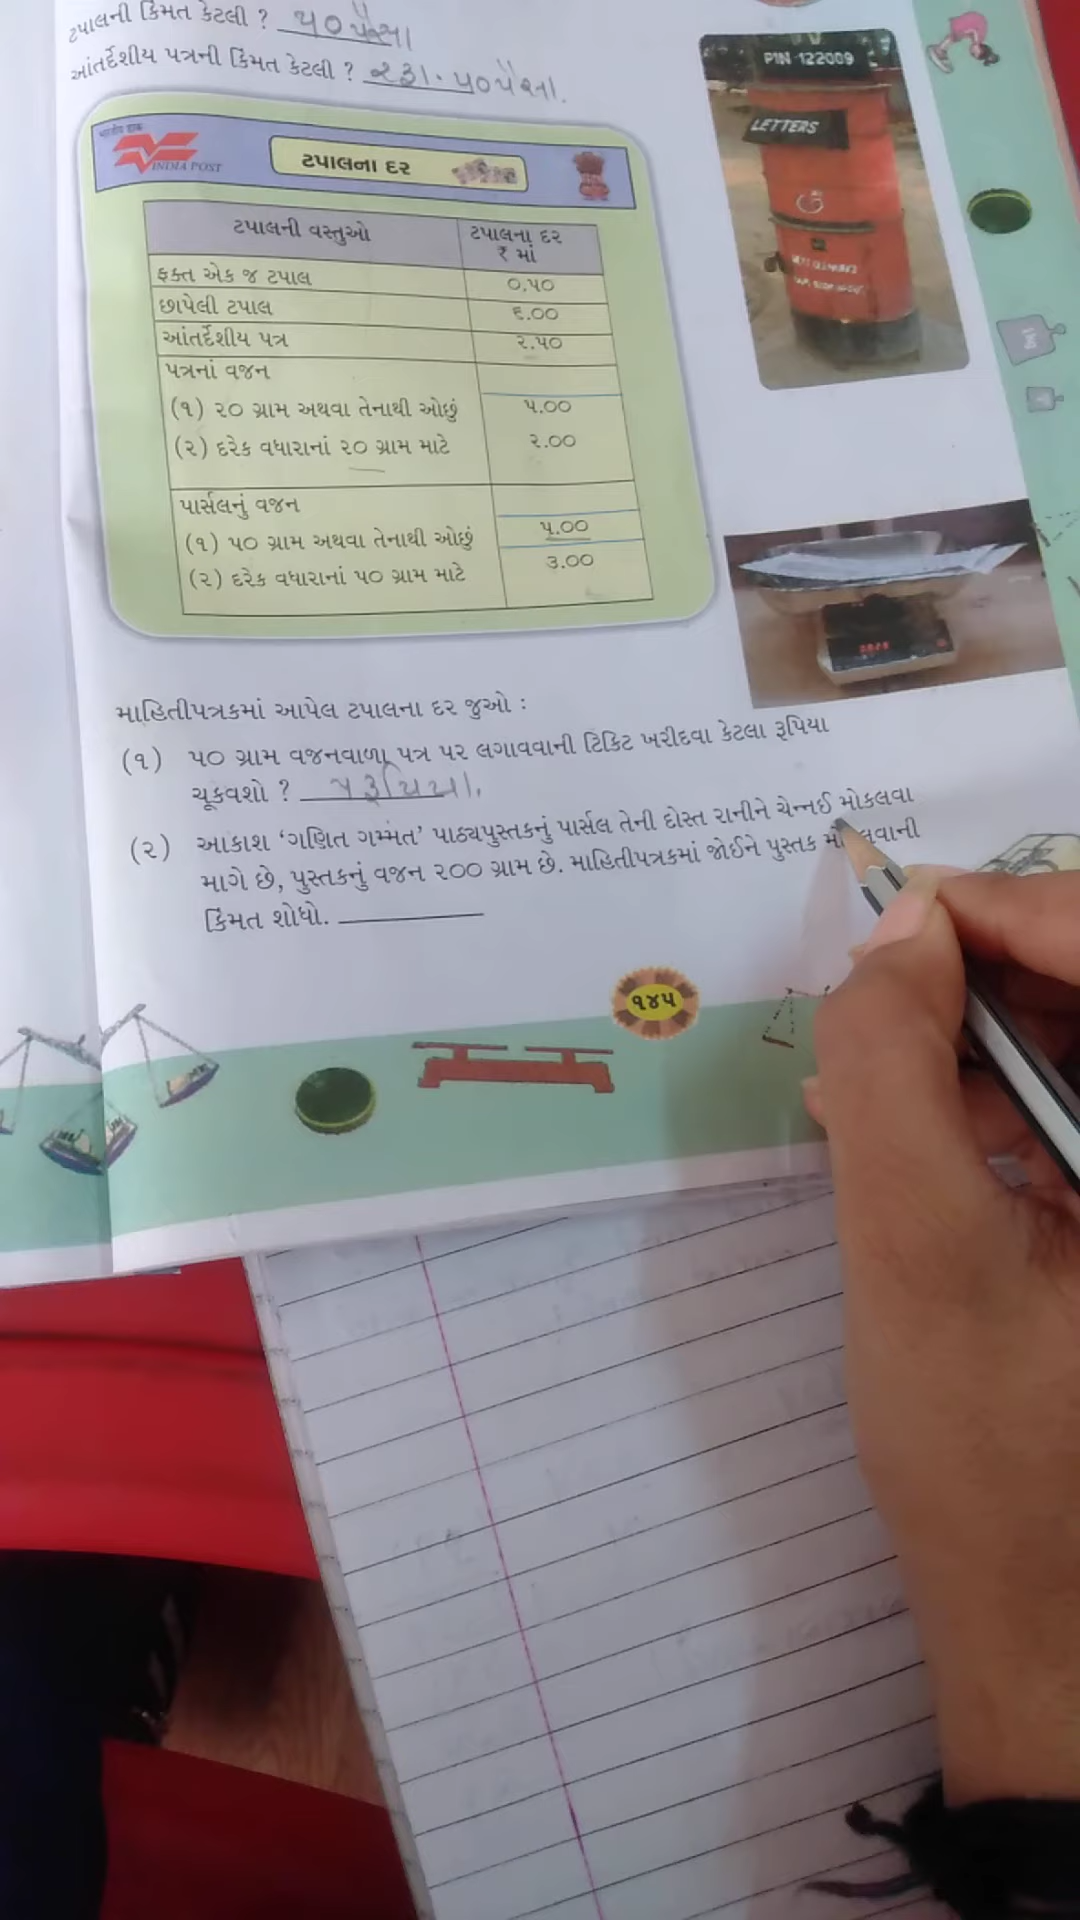 ટપાલની કિંમત કેટલી ? ૫૦ પૈસા
આંતર્દેશીય પત્રની કિંમત કેટલી ? ૨ રૂા. ૫૦ પૈસા.
PIN 122009
LETTERS
भारतीय डाक
INDIA POST
ટપાલના દર
ટપાલની વસ્તુઓ ટપાલના દર
₹ માં
ફક્ત એક જ ટપાલ ૦.૫૦
છાપેલી ટપાલ ૬.૦૦
આંતર્દેશીય પત્ર ૨.૫૦
પત્રનાં વજન
(૧) ૨૦ ગ્રામ અથવા તેનાથી ઓછું ૫.૦૦
(૨) દરેક વધારાનાં ૨૦ ગ્રામ માટે ૨.૦૦
પાર્સલનું વજન
(૧) ૫૦ ગ્રામ અથવા તેનાથી ઓછું ૫.૦૦
(૨) દરેક વધારાનાં ૫૦ ગ્રામ માટે ૩.૦૦
માહિતીપત્રકમાં આપેલ ટપાલના દર જુઓ :
(૧) ૫૦ ગ્રામ વજનવાળા પત્ર પર લગાવવાની ટિકિટ ખરીદવા કેટલા રૂપિયા
ચૂકવશો ? ૫ રૂપિયા.
(૨) આકાશ ‘ગણિત ગમ્મત’ પાઠ્યપુસ્તકનું પાર્સલ તેની દોસ્ત રાનીને ચેન્નઈ મોકલવા
માગે છે, પુસ્તકનું વજન ૨૦૦ ગ્રામ છે. માહિતીપત્રકમાં જોઈને પુસ્તક
કિંમત શોધો.
૧૪૫